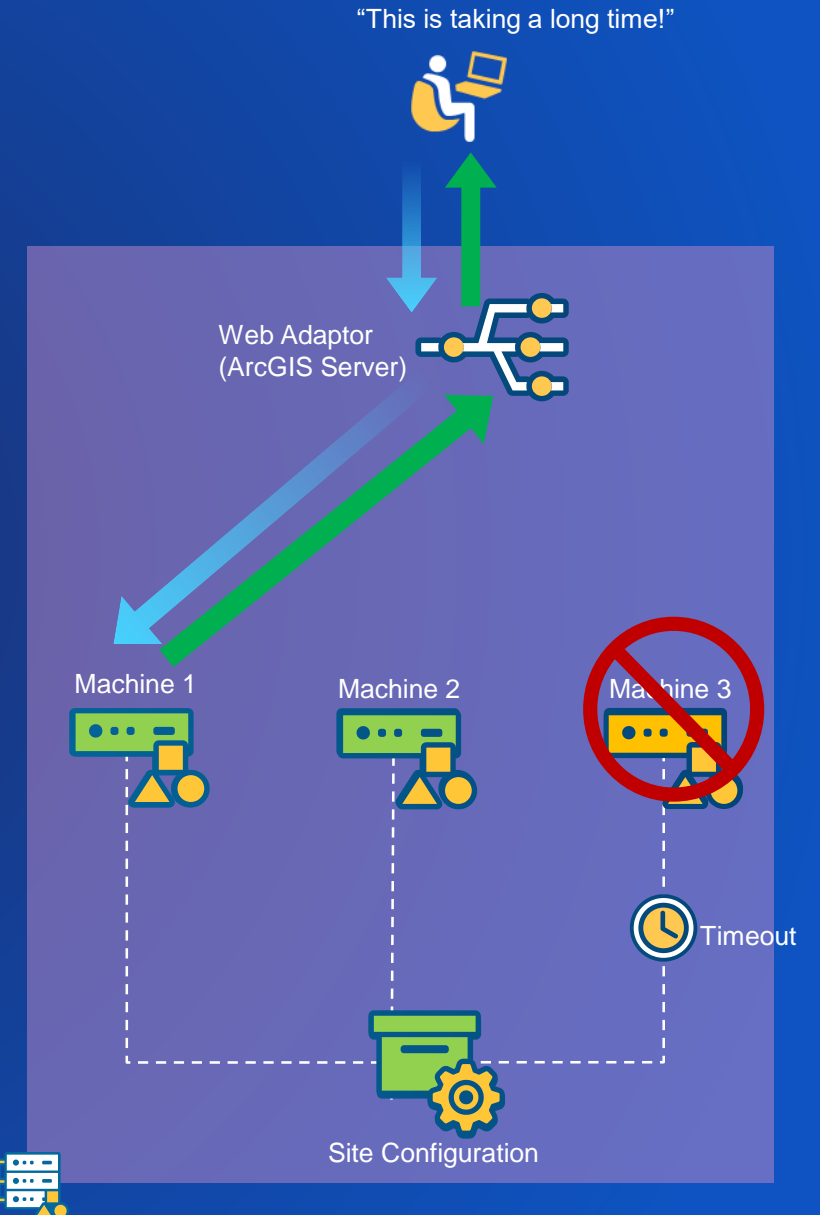 “This is taking a long time!”
Web Adaptor
(ArcGIS Server)
Machine 1
Machine 2
Machine 3
Timeout
Site Configuration